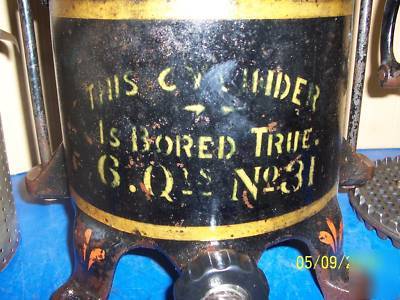 THIS CYLINDER
IS BORED TRUE.
6. QTS No 31
05/09/2